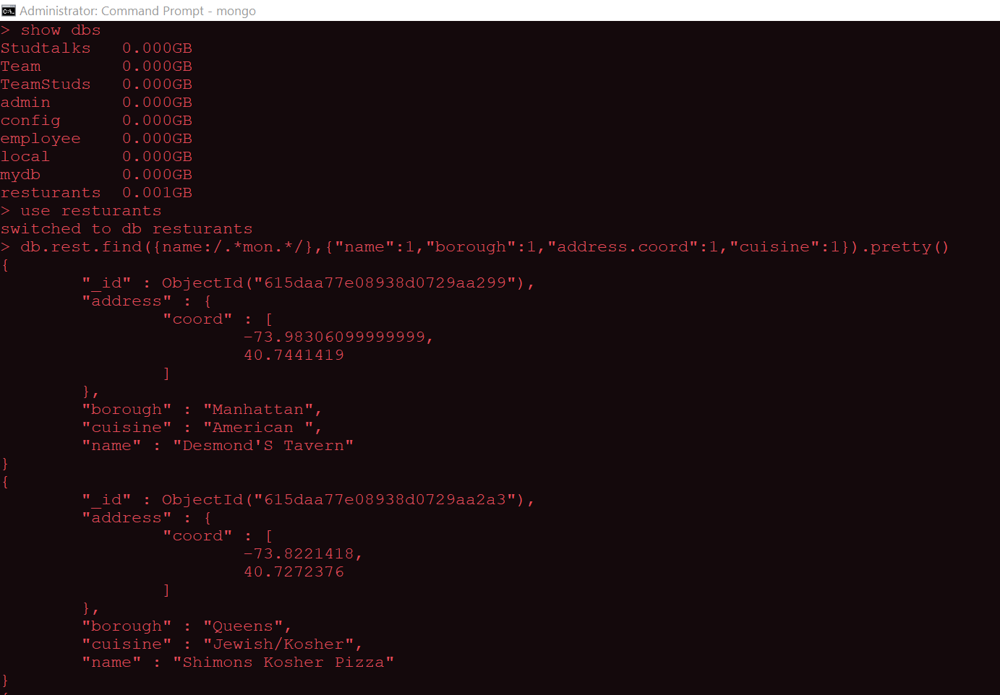 Administrator: Command Prompt - mongo
> show dbs
Studtalks   0.000GB
Team        0.000GB
TeamStuds   0.000GB
admin       0.000GB
config      0.000GB
employee    0.000GB
local       0.000GB
mydb        0.000GB
resturants  0.001GB
> use resturants
switched to db resturants
> db.rest.find({name:/.*mon.*/},{"name":1,"borough":1,"address.coord":1,"cuisine":1}).pretty()
{
        "_id" : ObjectId("615daa77e08938d0729aa299"),
        "address" : {
                "coord" : [
                        -73.98306099999999,
                        40.7441419
                ]
        },
        "borough" : "Manhattan",
        "cuisine" : "American ",
        "name" : "Desmond'S Tavern"
}
{
        "_id" : ObjectId("615daa77e08938d0729aa2a3"),
        "address" : {
                "coord" : [
                        -73.8221418,
                        40.7272376
                ]
        },
        "borough" : "Queens",
        "cuisine" : "Jewish/Kosher",
        "name" : "Shimons Kosher Pizza"
}